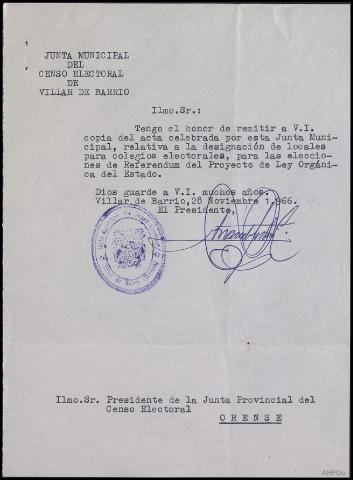 JUNTA MUNICIPAL
DEL
CENSO ELECTORAL
DE
VILLAR DE BARRIO
Ilmo.Sr.:
Tengo el honor de remitir a V.I.
copia del acta celebrada por esta Junta Muni-
cipal, relativa a la designación de locales
para colegios electorales, para las eleccio-
nes de Referendum del Proyecto de Ley Orgáni-
ca del Estado.
Dios guarde a V.I. muchos años.
Villar de Barrio, 28 Noviembre 1.966.
El Presidente,
Ilmo.Sr. Presidente de la Junta Provincial del
Censo Electoral
ORENSE
AHPOu